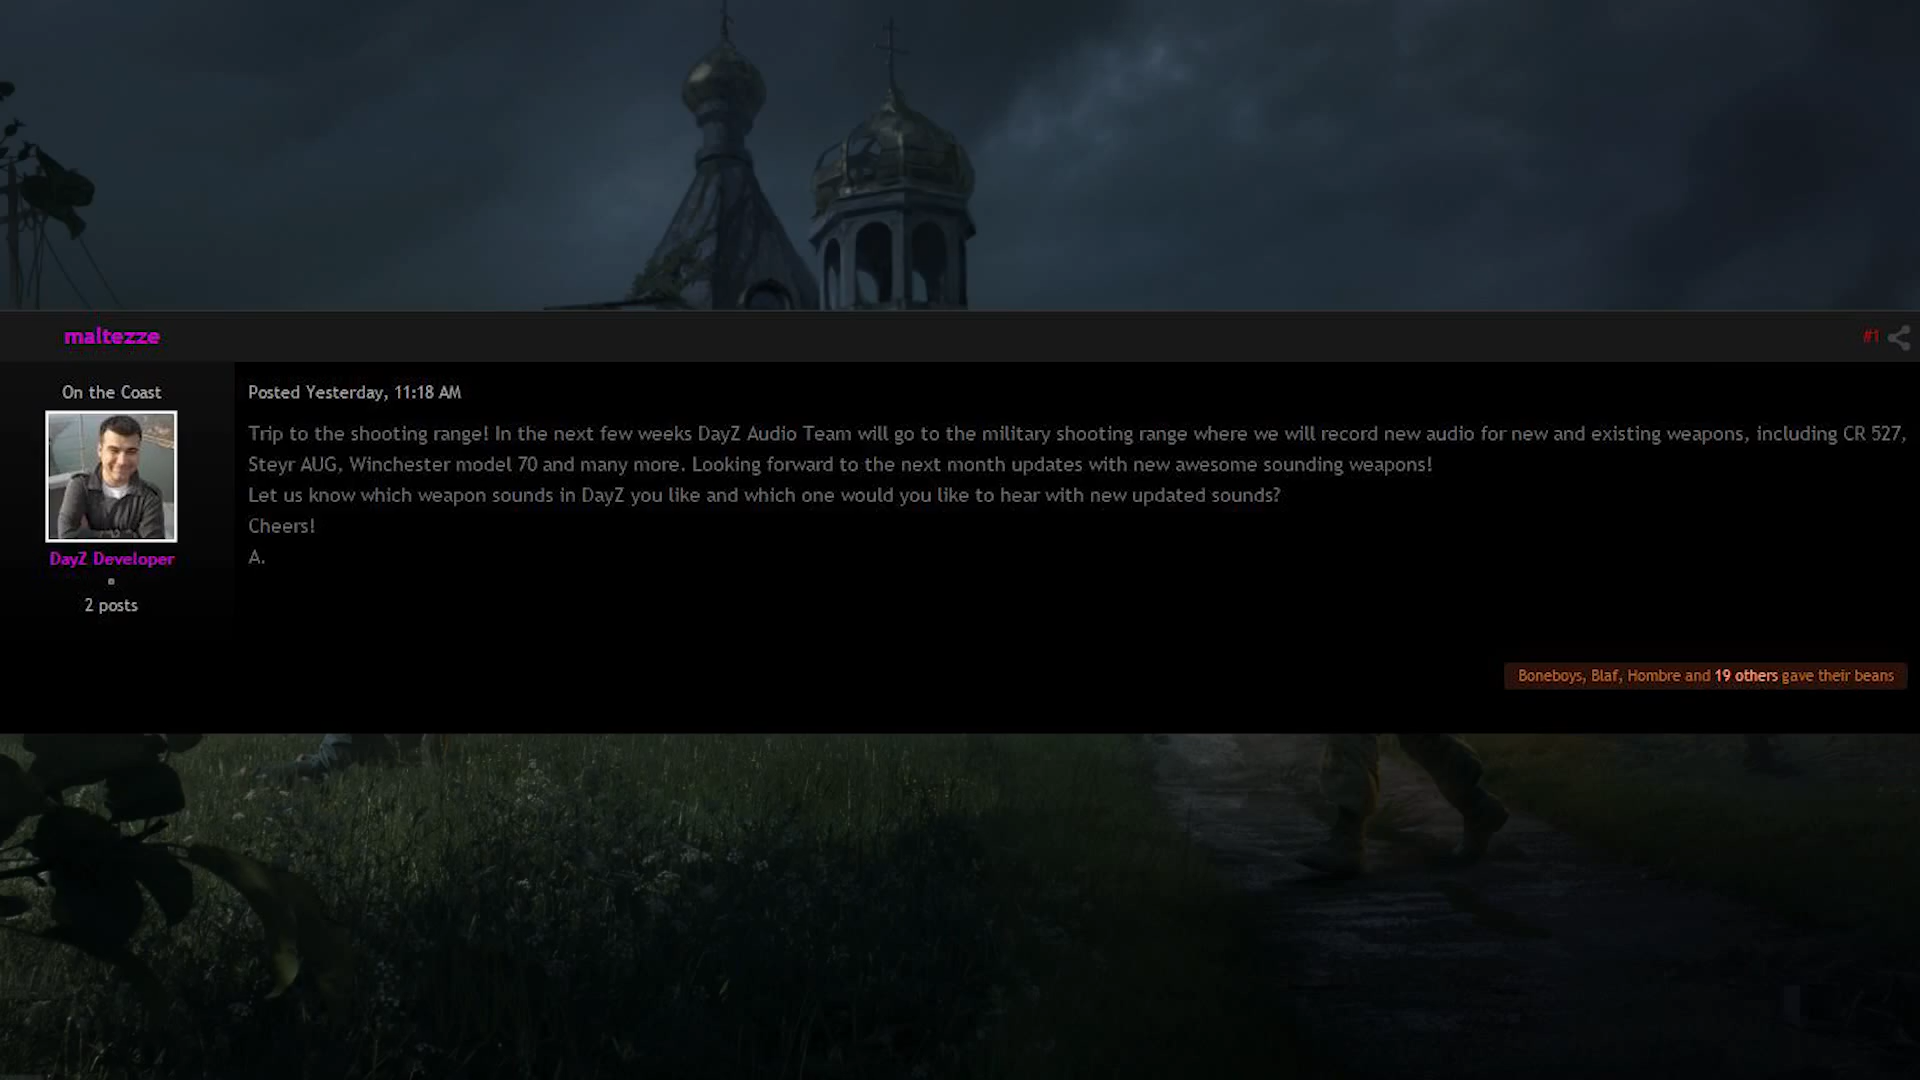 maltezze
#1
On the Coast
DayZ Developer
2 posts
Posted Yesterday, 11:18 AM
Trip to the shooting range! In the next few weeks DayZ Audio Team will go to the military shooting range where we will record new audio for new and existing weapons, including CR 527,
Steyr AUG, Winchester model 70 and many more. Looking forward to the next month updates with new awesome sounding weapons!
Let us know which weapon sounds in DayZ you like and which one would you like to hear with new updated sounds?
Cheers!
A.
Boneboys, Blaf, Hombre and 19 others gave their beans